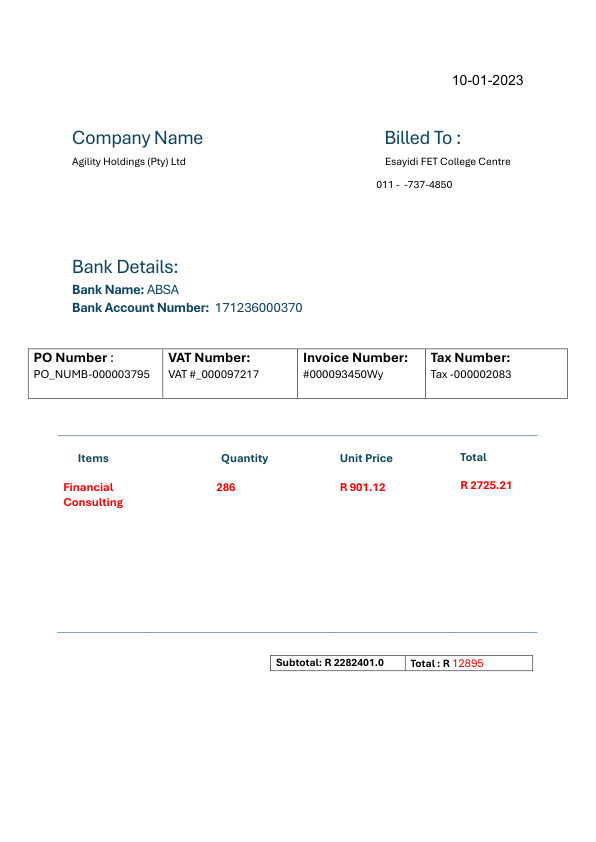 10-01-2023
Company Name
Billed To :
Agility Holdings (Pty) Ltd
Esayidi FET College Centre
011 - -737-4850
Bank Details:
Bank Name: ABSA
Bank Account Number: 171236000370
PO Number : VAT Number: Invoice Number: Tax Number:
PO_NUMB-000003795 VAT #_000097217 #000093450Wy Tax -000002083
Items Quantity Unit Price Total
Financial 286 R 901.12 R 2725.21
Consulting
Subtotal: R 2282401.0 Total : R 12895